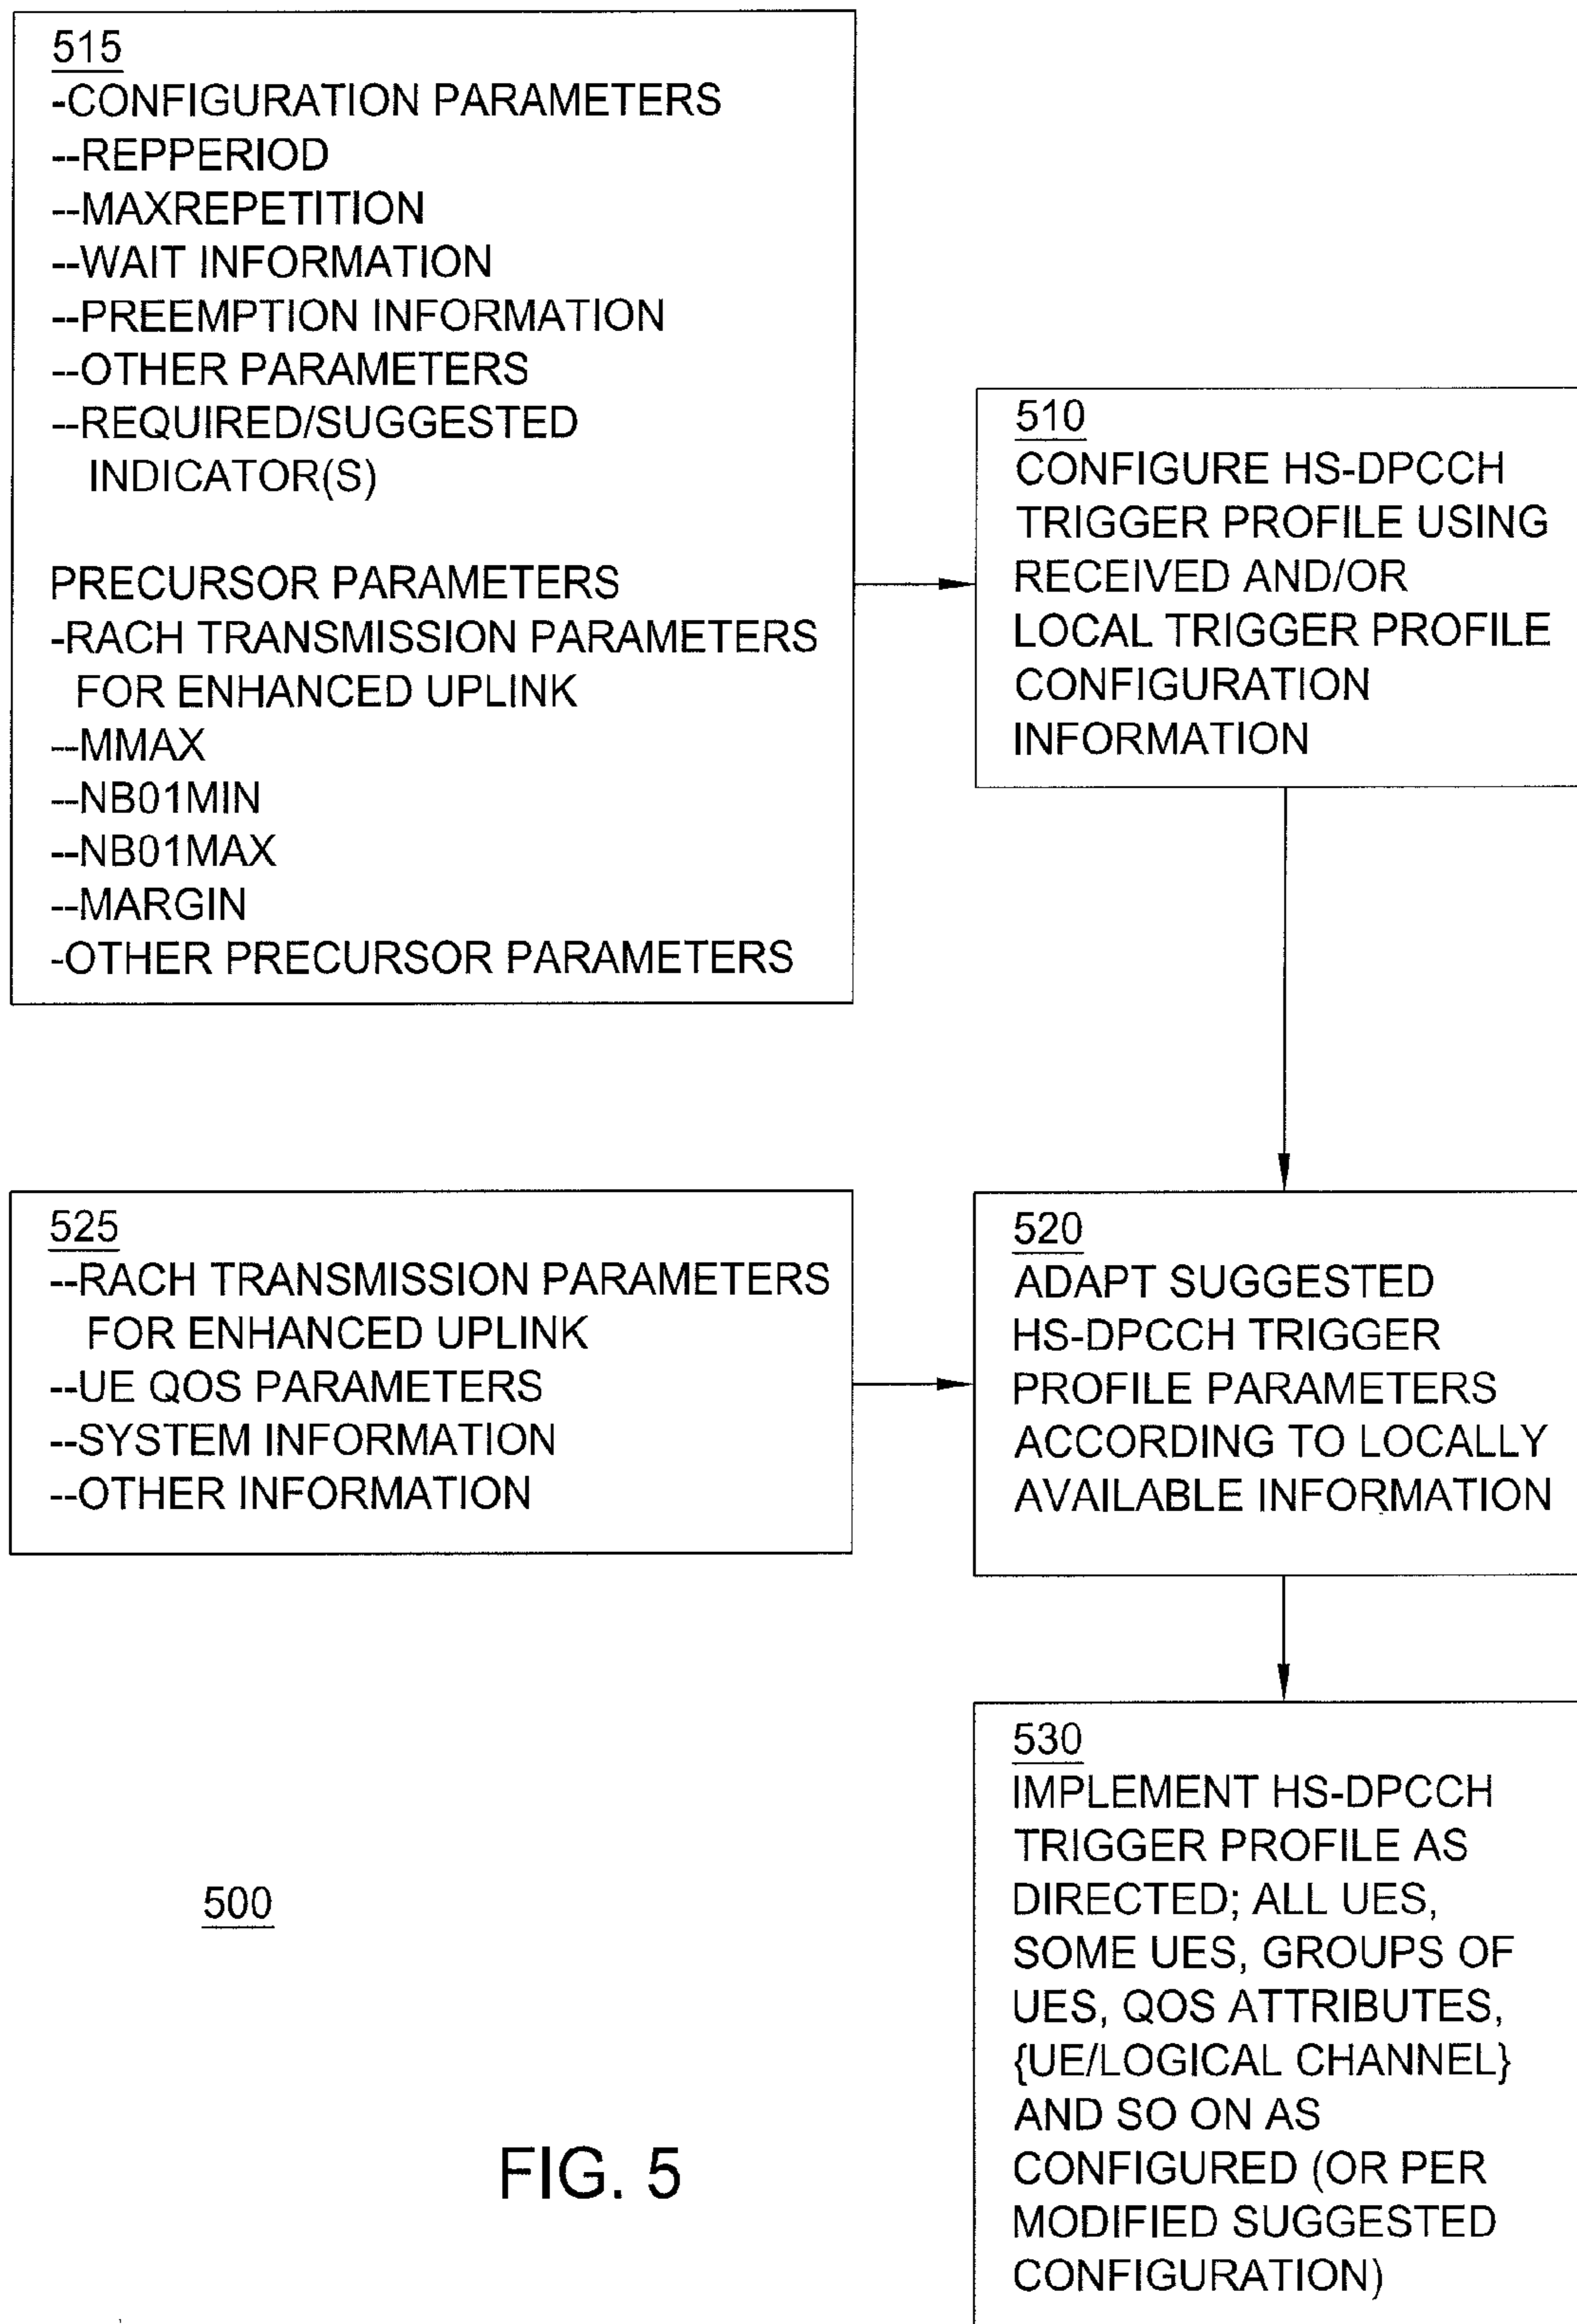 515
-CONFIGURATION PARAMETERS
--REPPERIOD
--MAXREPETITION
--WAIT INFORMATION
--PREEMPTION INFORMATION
--OTHER PARAMETERS
--REQUIRED/SUGGESTED
INDICATOR(S)
PRECURSOR PARAMETERS
-RACH TRANSMISSION PARAMETERS
FOR ENHANCED UPLINK
--MMAX
--NB01MIN
--NB01MAX
--MARGIN
-OTHER PRECURSOR PARAMETERS
510
CONFIGURE HS-DPCCH
TRIGGER PROFILE USING
RECEIVED AND/OR
LOCAL TRIGGER PROFILE
CONFIGURATION
INFORMATION
525
--RACH TRANSMISSION PARAMETERS
FOR ENHANCED UPLINK
--UE QOS PARAMETERS
--SYSTEM INFORMATION
--OTHER INFORMATION
520
ADAPT SUGGESTED
HS-DPCCH TRIGGER
PROFILE PARAMETERS
ACCORDING TO LOCALLY
AVAILABLE INFORMATION
530
IMPLEMENT HS-DPCCH
TRIGGER PROFILE AS
DIRECTED; ALL UES,
SOME UES, GROUPS OF
UES, QOS ATTRIBUTES,
{UE/LOGICAL CHANNEL}
AND SO ON AS
CONFIGURED (OR PER
MODIFIED SUGGESTED
CONFIGURATION)
500
FIG. 5